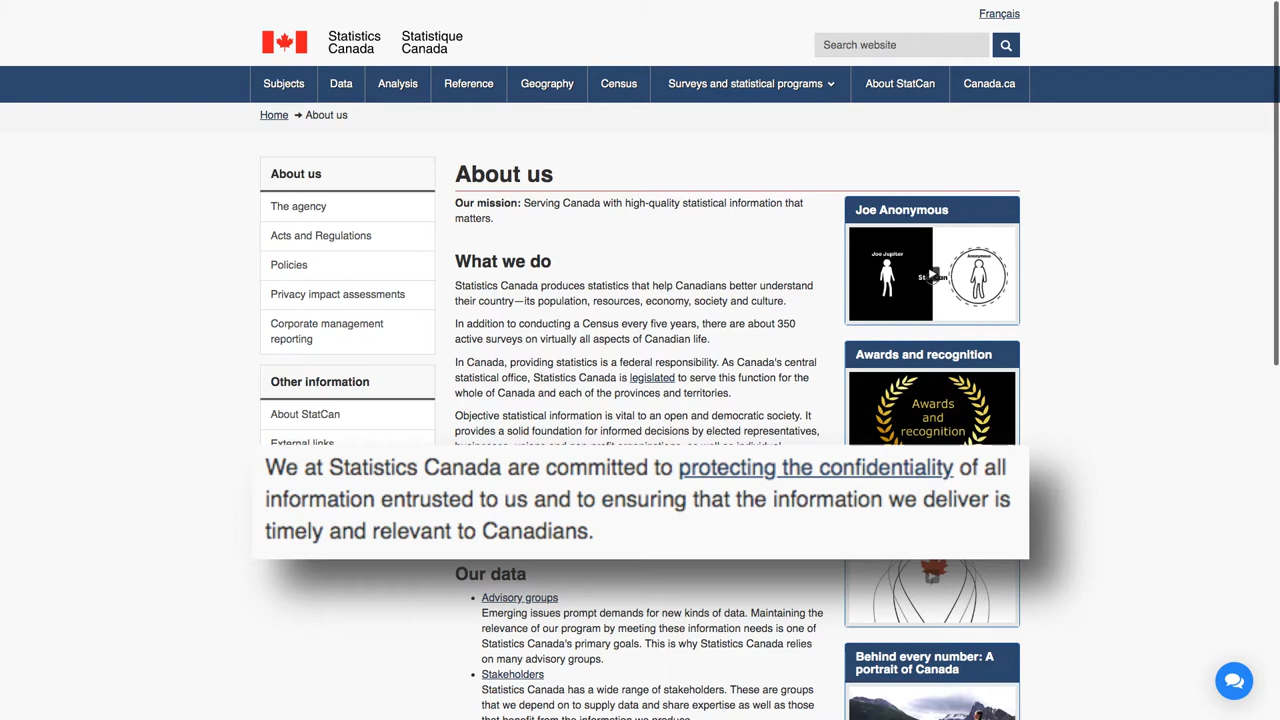 Français
Statistics Canada
Statistique Canada
Search website
Subjects
Data
Analysis
Reference
Geography
Census
Surveys and statistical programs
About StatCan
Canada.ca
Home
About us
About us
The agency
Acts and Regulations
Policies
Privacy impact assessments
Corporate management
reporting
Other information
About StatCan
External links
About us
Our mission: Serving Canada with high-quality statistical information that
matters.
What we do
Statistics Canada produces statistics that help Canadians better understand
their country—its population, resources, economy, society and culture.
In addition to conducting a Census every five years, there are about 350
active surveys on virtually all aspects of Canadian life.
In Canada, providing statistics is a federal responsibility. As Canada's central
statistical office, Statistics Canada is legislated to serve this function for the
whole of Canada and each of the provinces and territories.
Objective statistical information is vital to an open and democratic society. It
provides a solid foundation for informed decisions by elected representatives,
We at Statistics Canada are committed to protecting the confidentiality of all
information entrusted to us and to ensuring that the information we deliver is
timely and relevant to Canadians.
Our data
Advisory groups
Emerging issues prompt demands for new kinds of data. Maintaining the
relevance of our program by meeting these information needs is one of
Statistics Canada's primary goals. This is why Statistics Canada relies
on many advisory groups.
Stakeholders
Statistics Canada has a wide range of stakeholders. These are groups
that we depend on to supply data and share expertise as well as those
that benefit from the information we produce.
Joe Anonymous
Joe Jupiter
Anonymous
Awards and recognition
Awards
and
recognition
Behind every number: A
portrait of Canada